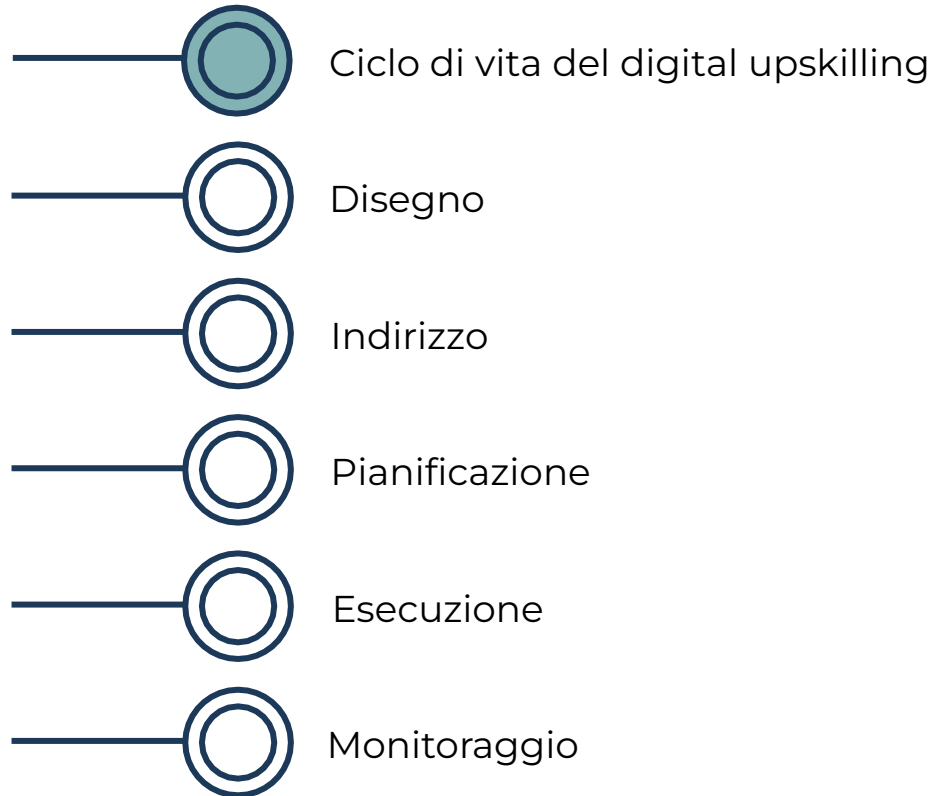 Ciclo di vita del digital upskilling
Disegno
Indirizzo
Pianificazione
Esecuzione
Monitoraggio